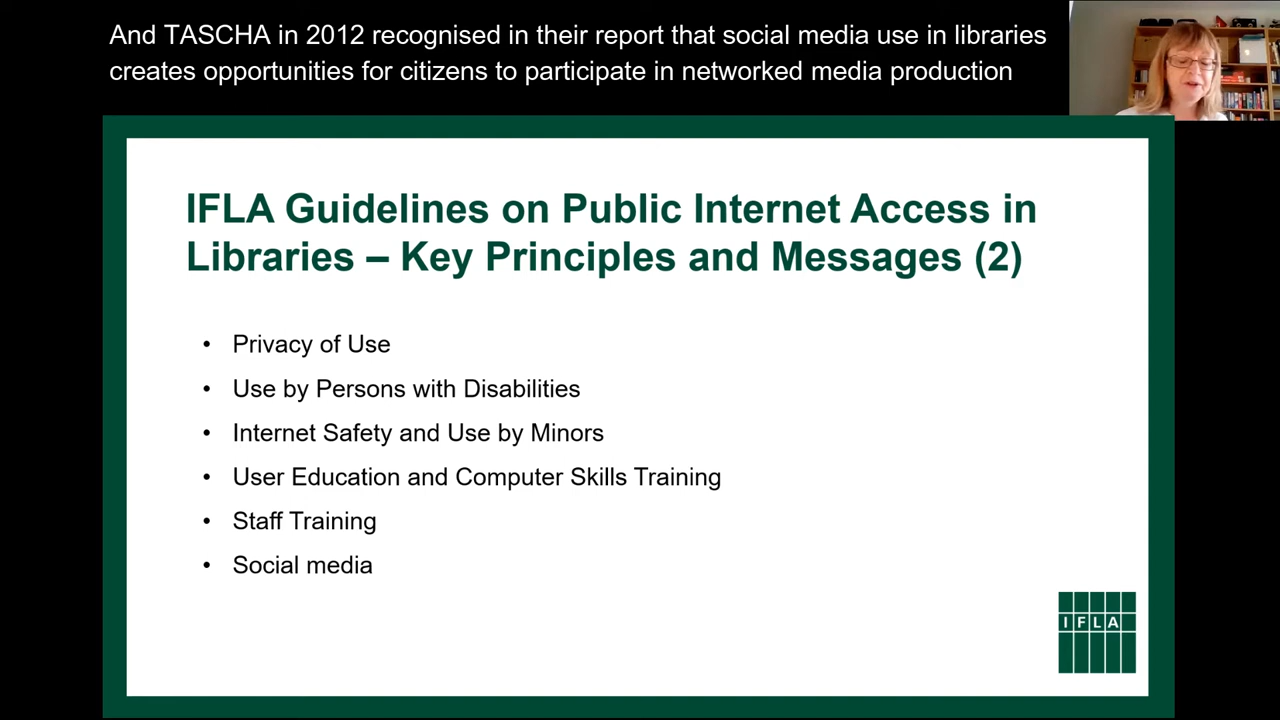 And TASCHA in 2012 recognised in their report that social media use in libraries
creates opportunities for citizens to participate in networked media production
IFLA Guidelines on Public Internet Access in
Libraries – Key Principles and Messages (2)
• Privacy of Use
• Use by Persons with Disabilities
• Internet Safety and Use by Minors
• User Education and Computer Skills Training
• Staff Training
• Social media
IFLA